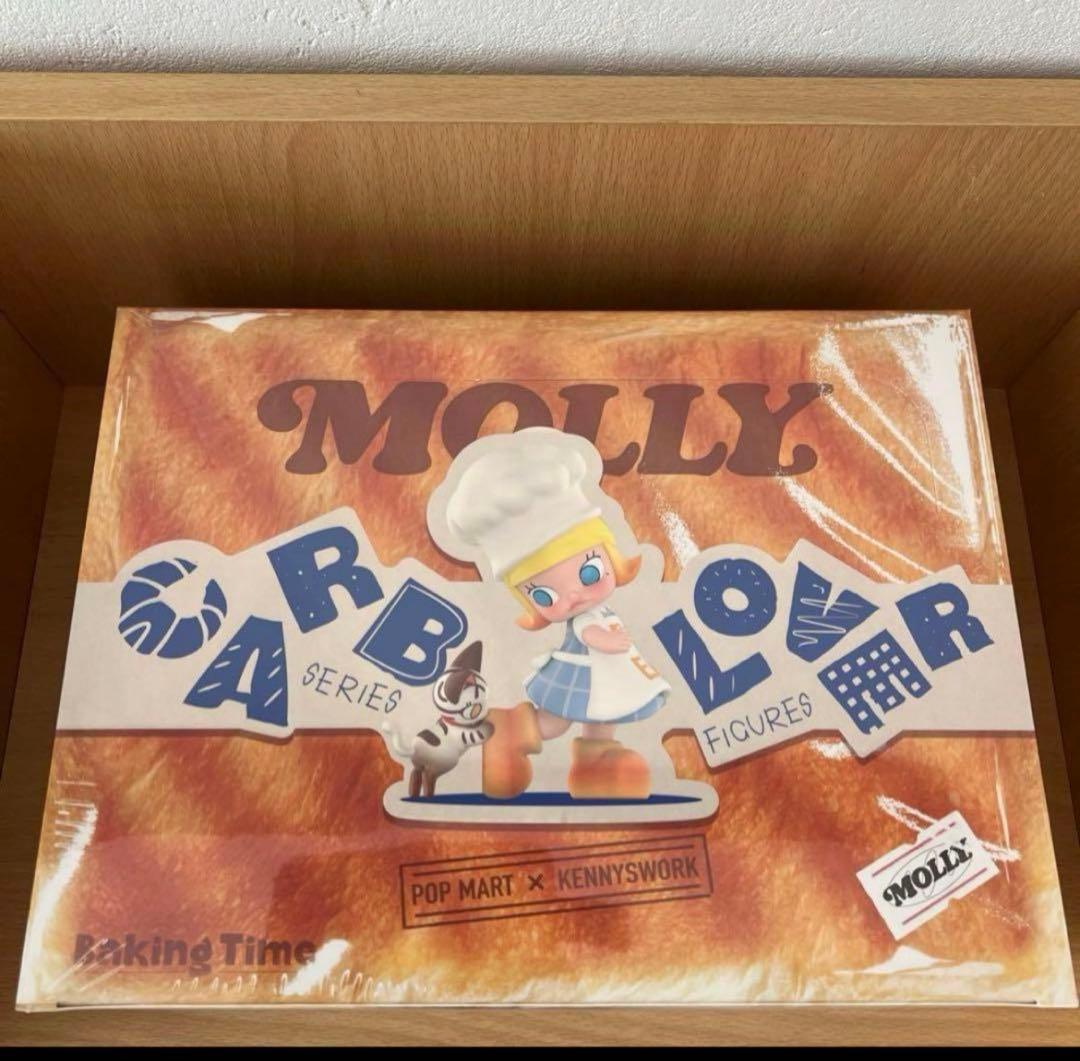 MOLLY
CARB
SERIES
LOVER
FIGURES
POP MART × KENNYSWORK
MOLLY
Baking Time